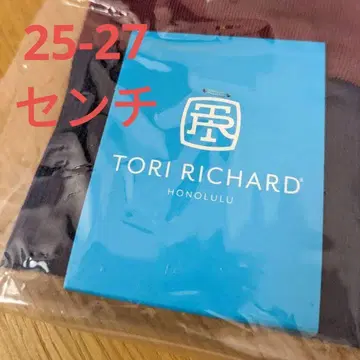 25-27
センチ
TR
TORI RICHARD®
HONOLULU